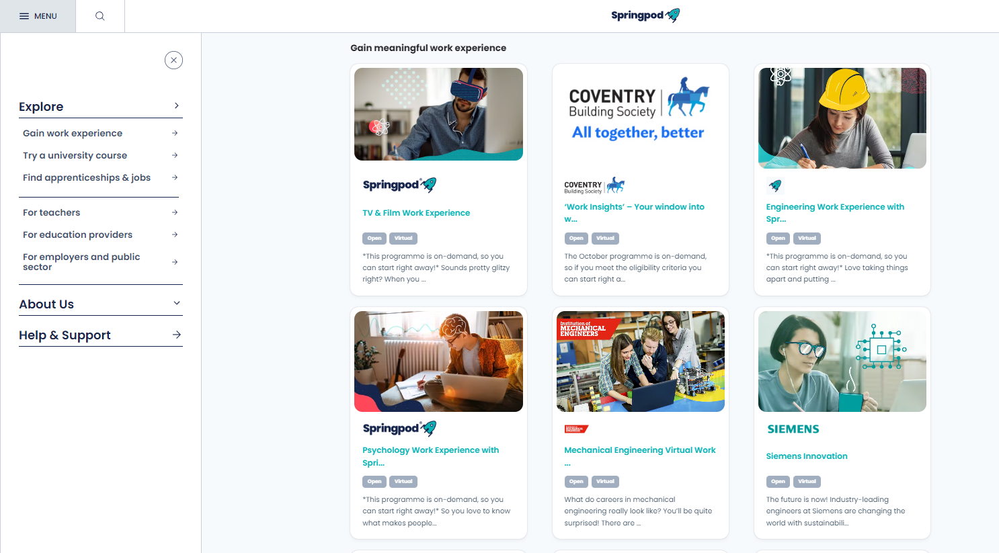 MENU
Springpod
Explore
Gain work experience
Try a university course
Find apprenticeships & jobs
For teachers
For education providers
For employers and public
sector
About Us
Help & Support
Gain meaningful work experience
Springpod
TV & Film Work Experience
Open Virtual
*This programme is on-demand, so you
can start right away!* Sounds pretty glitzy
right? When you ...
COVENTRY
Building Society
All together, better
COVENTRY
Building Society
‘Work Insights’ – Your window into
w...
Open Virtual
The October programme is on-demand,
so if you meet the eligibility criteria you
can start right a...
Engineering Work Experience with
Spr...
Open Virtual
*This programme is on-demand, so you
can start right away!* Love taking things
apart and putting ...
Springpod
Psychology Work Experience with
Spri...
Open Virtual
*This programme is on-demand, so you
can start right away!* So you love to know
what makes people...
Institution of
MECHANICAL
ENGINEERS
MECHANICAL
ENGINEERS
Mechanical Engineering Virtual Work
...
Open Virtual
What do careers in mechanical
engineering really look like? You’ll be quite
surprised! There are ...
SIEMENS
Siemens Innovation
Open Virtual
The future is now! Industry-leading
engineers at Siemens are changing the
world with sustainabili...